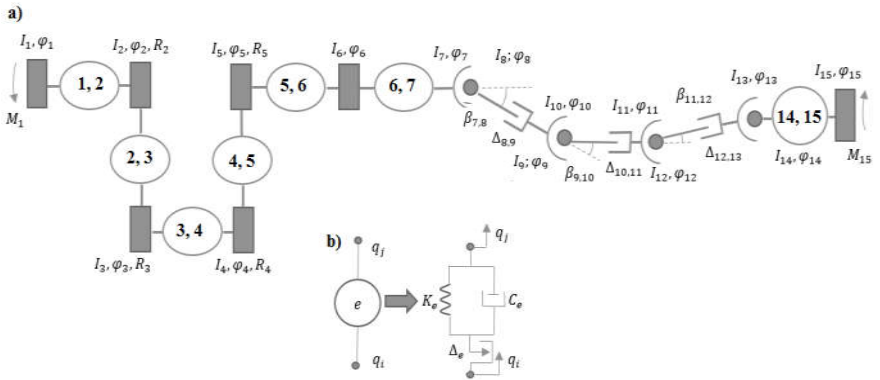 a)
I₁, φ₁
I₂, φ₂, R₂
I₅, φ₅, R₅
I₆, φ₆
I₇, φ₇
I₈; φ₈
I₁₃, φ₁₃
I₁₅, φ₁₅
1, 2
5, 6
6, 7
I₁₀, φ₁₀
I₁₁, φ₁₁
β₁₁,₁₂
14, 15
M₁
β₇,₈
Δ₈,₉
2, 3
4, 5
I₉; φ₉
β₉,₁₀
Δ₁₀,₁₁
I₁₂, φ₁₂
Δ₁₂,₁₃
I₁₄, φ₁₄
M₁₅
3, 4
I₃, φ₃, R₃
I₄, φ₄, R₄
b)
qⱼ
qⱼ
e
Kₑ
Cₑ
Δₑ
qᵢ
qᵢ